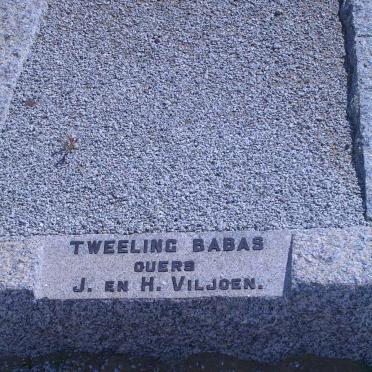 TWEELING BABAS
OUERS
J. EN H. VILJOEN.